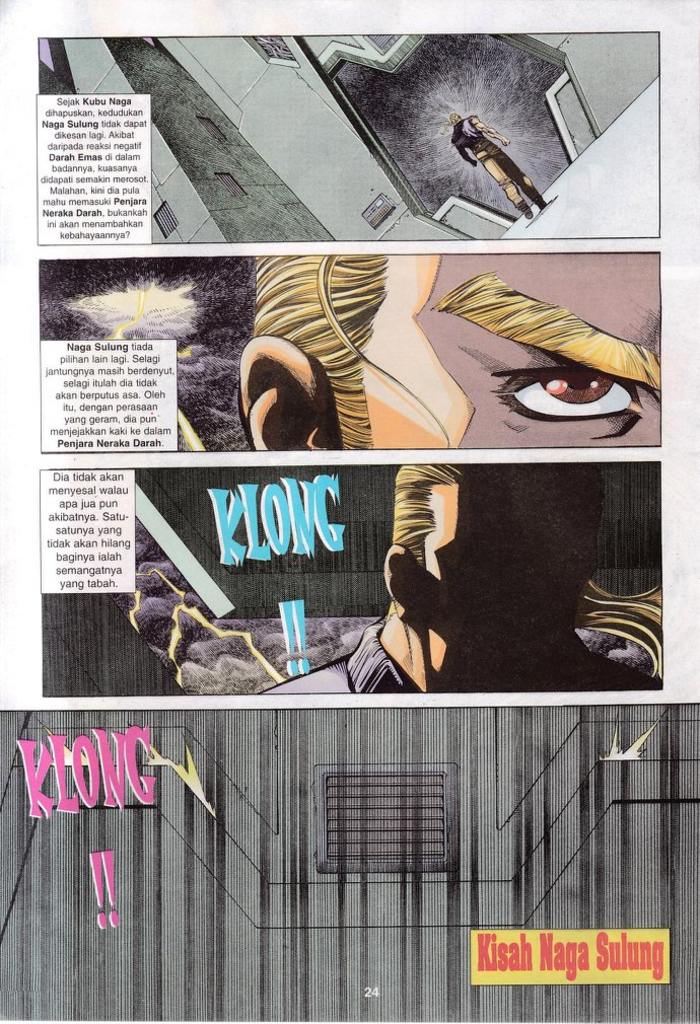 Sejak Kubu Naga
dihapuskan, kedudukan
Naga Sulung tidak dapat
dikesan lagi. Akibat
daripada reaksi negatif
Darah Emas di dalam
badannya, kuasanya
didapati semakin merosot.
Malahan, kini dia pula
mahu memasuki Penjara
Neraka Darah, bukankah
ini akan menambahkan
kebahayaannya?
Naga Sulung tiada
pilihan lain lagi. Selagi
jantungnya masih berdenyut,
selagi itulah dia tidak
akan berputus asa. Oleh
itu, dengan perasaan
yang geram, dia pun
menjejakkan kaki ke dalam
Penjara Neraka Darah.
Dia tidak akan
menyesal walau
apa jua pun
akibatnya. Satu-
satunya yang
tidak akan hilang
baginya ialah
semangatnya
yang tabah.
KLONG
!!
KLONG
!!
Kisah Naga Sulung
24